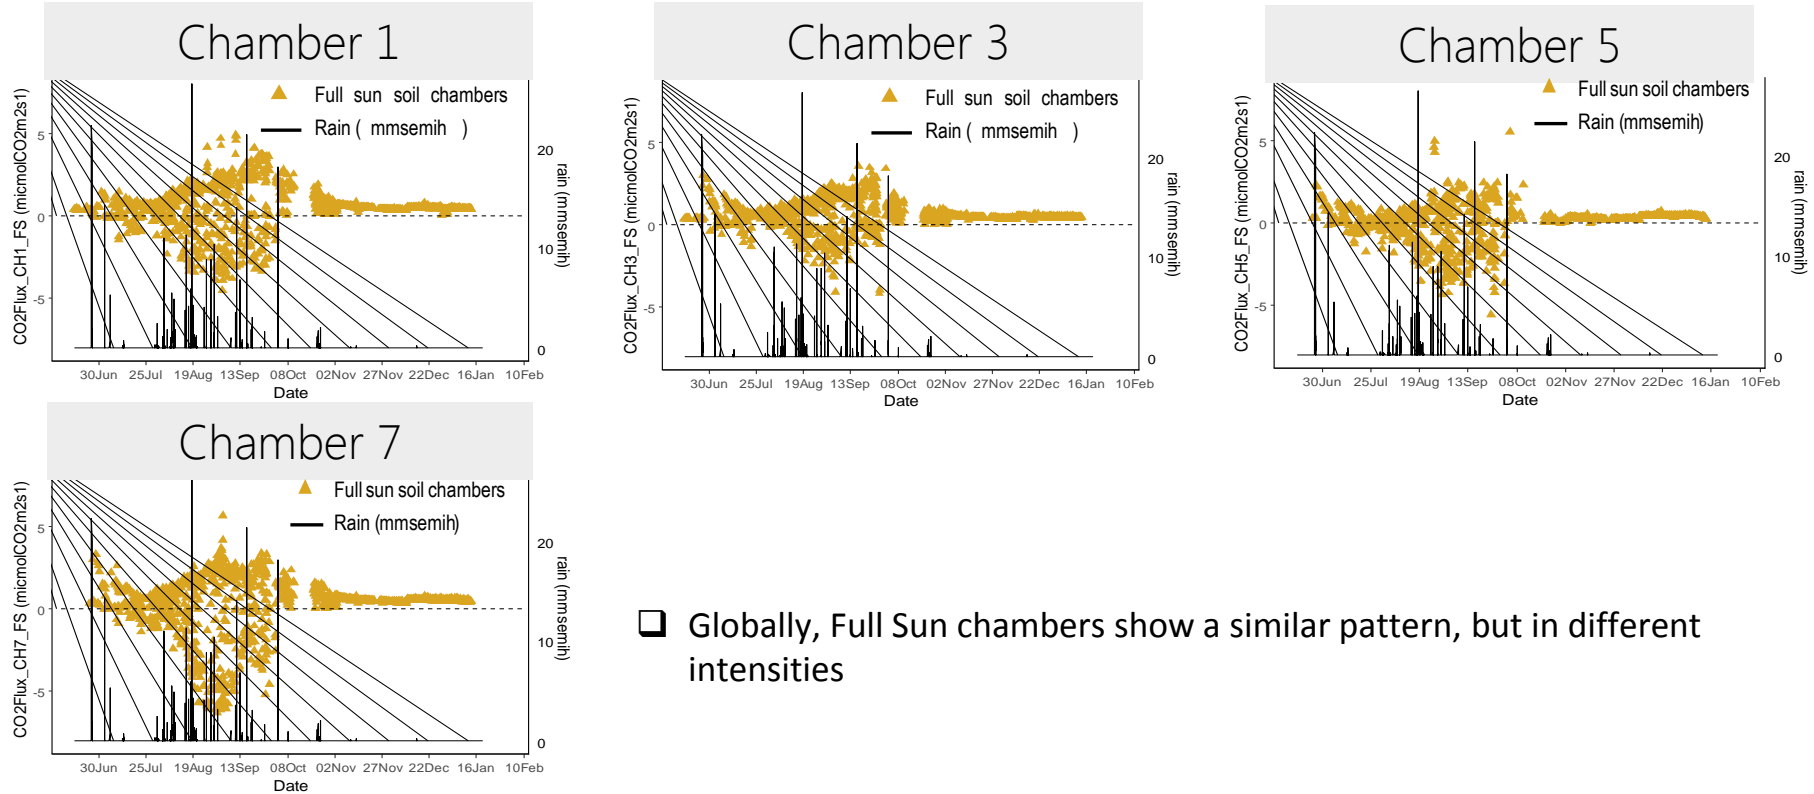 Chamber 1
Full sun soil chambers
Rain ( mmsemih )
CO2Flux_CH1_FS (micmolCO2m2s1)
5
0
-5
20
10
0
rain (mmsemih)
30Jun 25Jul 19Aug 13Sep 08Oct 02Nov 27Nov 22Dec 16Jan 10Feb
Date
Chamber 3
Full sun soil chambers
Rain ( mmsemih )
CO2Flux_CH3_FS (micmolCO2m2s1)
5
0
-5
20
10
0
rain (mmsemih)
30Jun 25Jul 19Aug 13Sep 08Oct 02Nov 27Nov 22Dec 16Jan 10Feb
Date
Chamber 5
Full sun soil chambers
Rain (mmsemih)
CO2Flux_CH5_FS (micmolCO2m2s1)
5
0
-5
20
10
0
rain (mmsemih)
30Jun 25Jul 19Aug 13Sep 08Oct 02Nov 27Nov 22Dec 16Jan 10Feb
Date
Chamber 7
Full sun soil chambers
Rain (mmsemih)
CO2Flux_CH7_FS (micmolCO2m2s1)
5
0
-5
20
10
0
rain (mmsemih)
30Jun 25Jul 19Aug 13Sep 08Oct 02Nov 27Nov 22Dec 16Jan 10Feb
Date
Globally, Full Sun chambers show a similar pattern, but in different
intensities